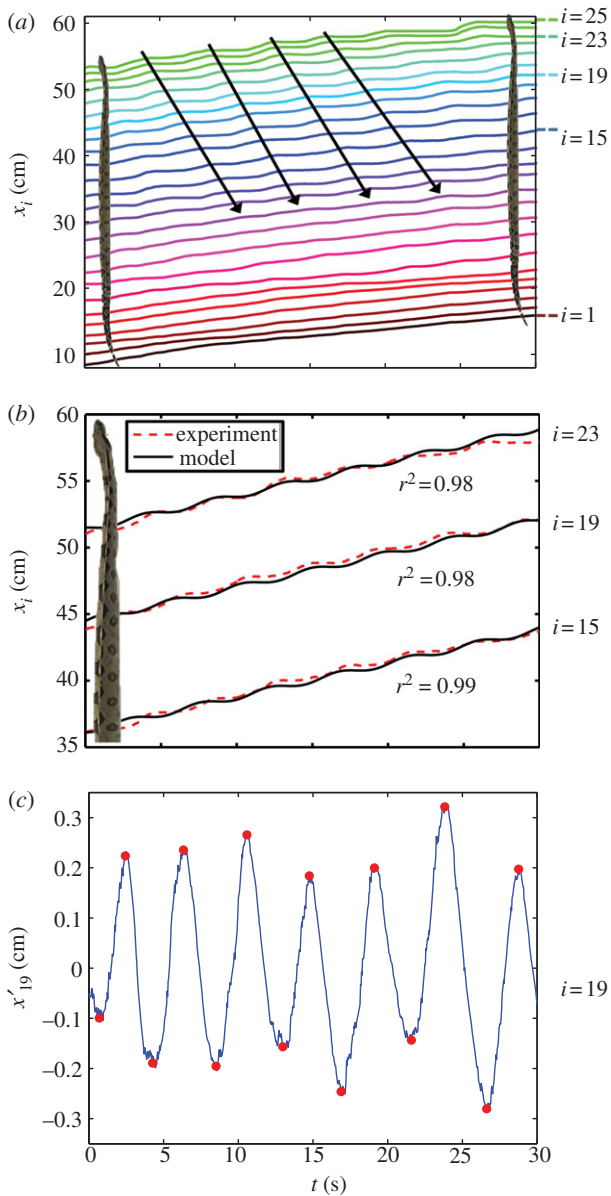 (a)
60
50
40
30
20
10
x_i (cm)
i=25
i=23
i=19
i=15
i=1
(b)
60
55
50
45
40
35
x_i (cm)
experiment
model
r² = 0.98
r² = 0.98
r² = 0.99
i=23
i=19
i=15
(c)
0.3
0.2
0.1
0
−0.1
−0.2
−0.3
x′₁₉ (cm)
i=19
0 5 10 15 20 25 30
t (s)